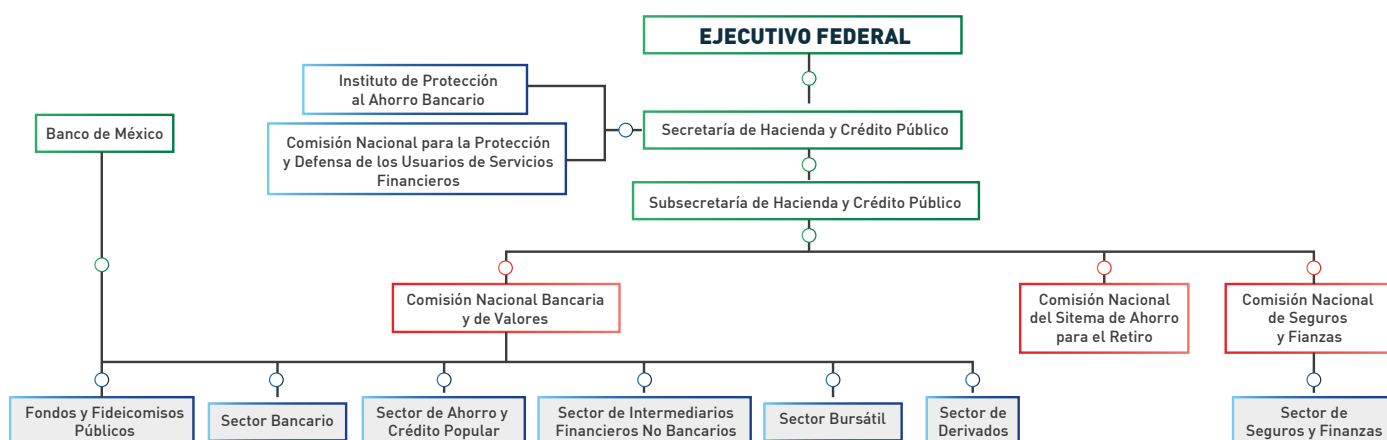 EJECUTIVO FEDERAL
Instituto de Protección
al Ahorro Bancario
Banco de México
Comisión Nacional para la Protección
y Defensa de los Usuarios de Servicios
Financieros
Secretaría de Hacienda y Crédito Público
Subsecretaría de Hacienda y Crédito Público
Comisión Nacional Bancaria
y de Valores
Comisión Nacional
del Sitema de Ahorro
para el Retiro
Comisión Nacional
de Seguros
y Fianzas
Fondos y Fideicomisos
Públicos
Sector Bancario
Sector de Ahorro y
Crédito Popular
Sector de Intermediarios
Financieros No Bancarios
Sector Bursátil
Sector de
Derivados
Sector de
Seguros y Fianzas